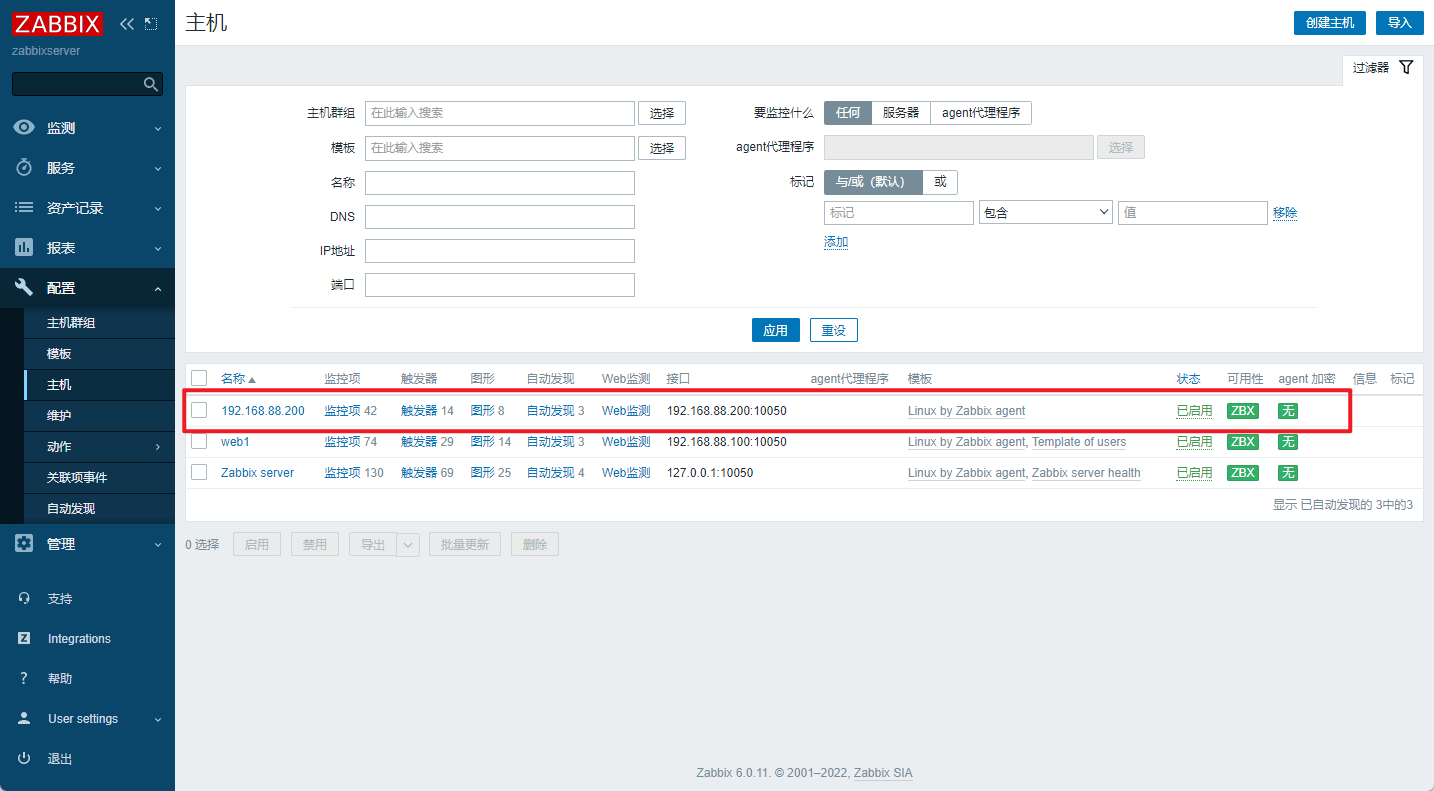 ZABBIX
zabbixserver
监测
服务
资产记录
报表
配置
主机群组
模板
主机
维护
动作
关联项事件
自动发现
管理
支持
Integrations
帮助
User settings
退出
主机 创建主机 导入
过滤器
主机群组 在此输入搜索 选择 要监控什么 任何 服务器 agent代理程序
模板 在此输入搜索 选择 agent代理程序 选择
名称 标记 与/或（默认） 或
标记 包含 值 移除
DNS
添加
IP地址
端口
应用 重设
名称 监控项 触发器 图形 自动发现 Web监测 接口 agent代理程序 模板 状态 可用性 agent 加密 信息 标记
192.168.88.200 监控项 42 触发器 14 图形 8 自动发现 3 Web监测 192.168.88.200:10050 Linux by Zabbix agent 已启用 ZBX 无
web1 监控项 74 触发器 29 图形 14 自动发现 3 Web监测 192.168.88.100:10050 Linux by Zabbix agent, Template of users 已启用 ZBX 无
Zabbix server 监控项 130 触发器 69 图形 25 自动发现 4 Web监测 127.0.0.1:10050 Linux by Zabbix agent, Zabbix server health 已启用 ZBX 无
显示 已自动发现的 3中的3
0 选择 启用 禁用 导出 批量更新 删除
Zabbix 6.0.11. © 2001–2022, Zabbix SIA